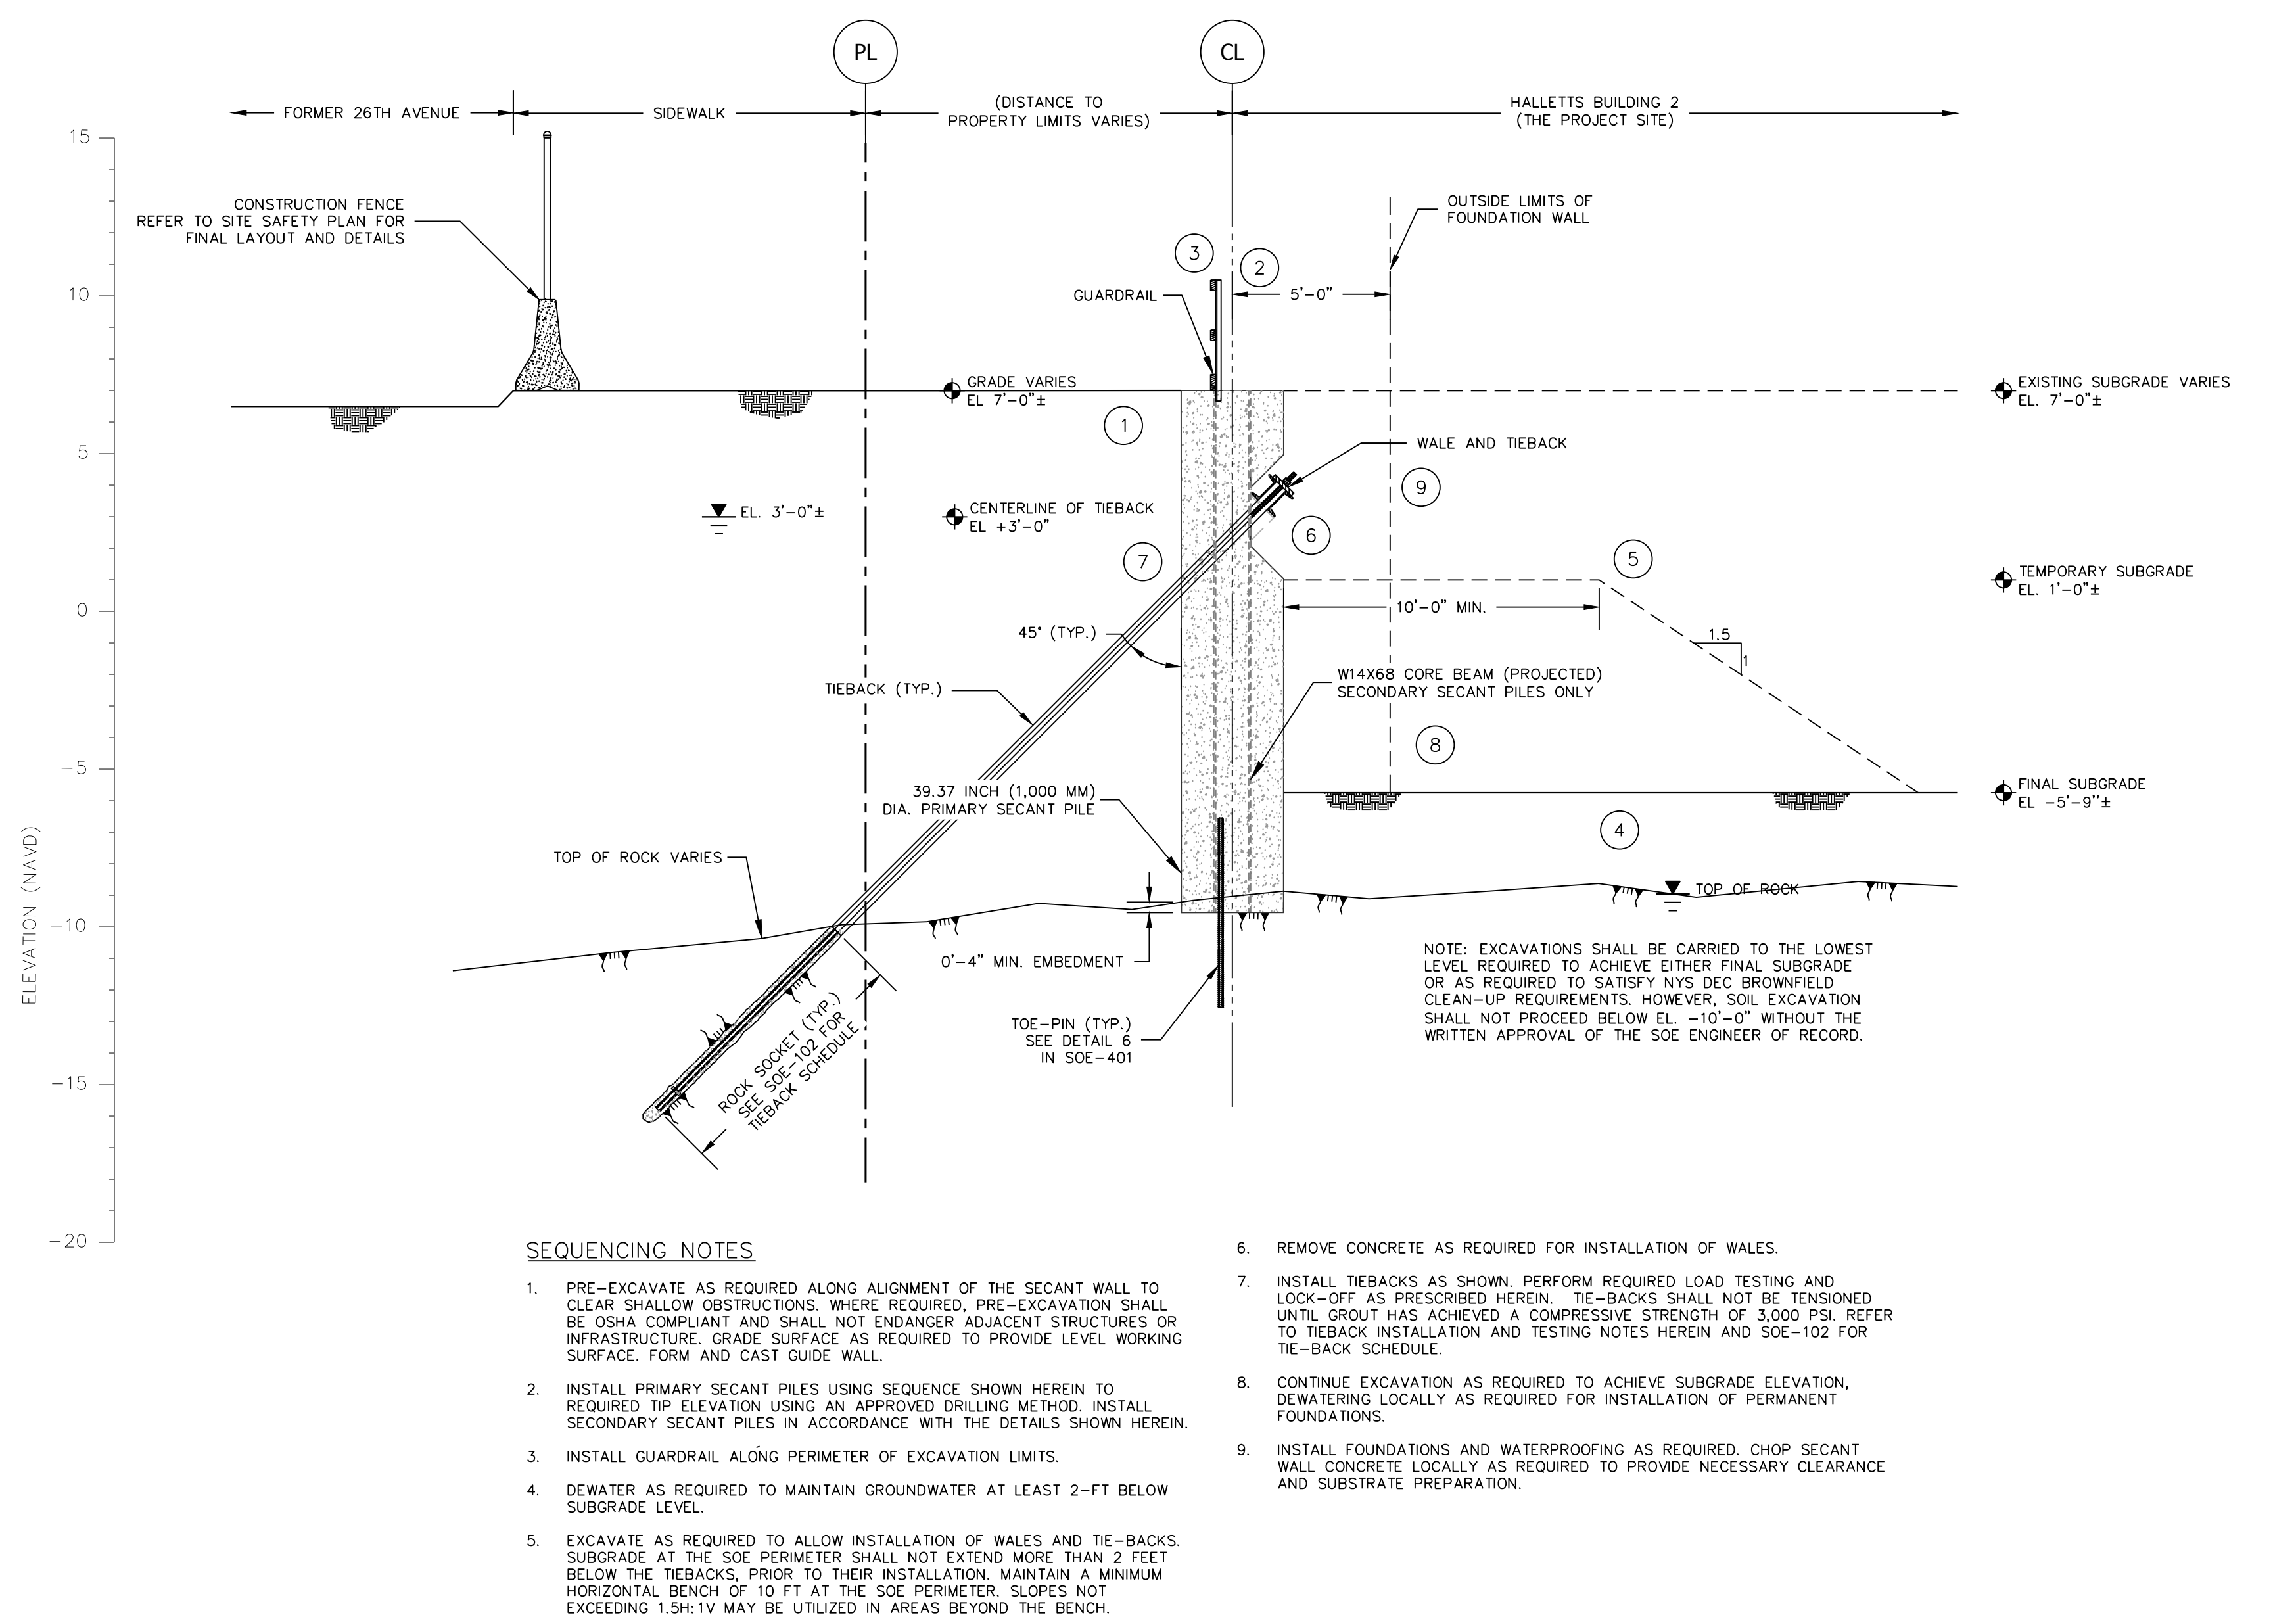 PL
CL
FORMER 26TH AVENUE
SIDEWALK
(DISTANCE TO
PROPERTY LIMITS VARIES)
HALLETTS BUILDING 2
(THE PROJECT SITE)
15
10
5
0
-5
-10
-15
-20
ELEVATION (NAVD)
CONSTRUCTION FENCE
REFER TO SITE SAFETY PLAN FOR
FINAL LAYOUT AND DETAILS
OUTSIDE LIMITS OF
FOUNDATION WALL
3
2
GUARDRAIL
5'-0"
GRADE VARIES
EL 7'-0"±
EXISTING SUBGRADE VARIES
EL. 7'-0"±
1
WALE AND TIEBACK
9
EL. 3'-0"±
CENTERLINE OF TIEBACK
EL +3'-0"
6
7
5
TEMPORARY SUBGRADE
EL. 1'-0"±
10'-0" MIN.
45° (TYP.)
1.5
1
TIEBACK (TYP.)
W14X68 CORE BEAM (PROJECTED)
SECONDARY SECANT PILES ONLY
8
39.37 INCH (1,000 MM)
DIA. PRIMARY SECANT PILE
FINAL SUBGRADE
EL -5'-9"±
4
TOP OF ROCK VARIES
TOP OF ROCK
0'-4" MIN. EMBEDMENT
NOTE: EXCAVATIONS SHALL BE CARRIED TO THE LOWEST
LEVEL REQUIRED TO ACHIEVE EITHER FINAL SUBGRADE
OR AS REQUIRED TO SATISFY NYS DEC BROWNFIELD
CLEAN-UP REQUIREMENTS. HOWEVER, SOIL EXCAVATION
SHALL NOT PROCEED BELOW EL. -10'-0" WITHOUT THE
WRITTEN APPROVAL OF THE SOE ENGINEER OF RECORD.
TOE-PIN (TYP.)
SEE DETAIL 6
IN SOE-401
ROCK SOCKET (TYP.)
SEE SOE-102 FOR
TIEBACK SCHEDULE
SEQUENCING NOTES
1. PRE-EXCAVATE AS REQUIRED ALONG ALIGNMENT OF THE SECANT WALL TO
CLEAR SHALLOW OBSTRUCTIONS. WHERE REQUIRED, PRE-EXCAVATION SHALL
BE OSHA COMPLIANT AND SHALL NOT ENDANGER ADJACENT STRUCTURES OR
INFRASTRUCTURE. GRADE SURFACE AS REQUIRED TO PROVIDE LEVEL WORKING
SURFACE. FORM AND CAST GUIDE WALL.
2. INSTALL PRIMARY SECANT PILES USING SEQUENCE SHOWN HEREIN TO
REQUIRED TIP ELEVATION USING AN APPROVED DRILLING METHOD. INSTALL
SECONDARY SECANT PILES IN ACCORDANCE WITH THE DETAILS SHOWN HEREIN.
3. INSTALL GUARDRAIL ALONG PERIMETER OF EXCAVATION LIMITS.
4. DEWATER AS REQUIRED TO MAINTAIN GROUNDWATER AT LEAST 2-FT BELOW
SUBGRADE LEVEL.
5. EXCAVATE AS REQUIRED TO ALLOW INSTALLATION OF WALES AND TIE-BACKS.
SUBGRADE AT THE SOE PERIMETER SHALL NOT EXTEND MORE THAN 2 FEET
BELOW THE TIEBACKS, PRIOR TO THEIR INSTALLATION. MAINTAIN A MINIMUM
HORIZONTAL BENCH OF 10 FT AT THE SOE PERIMETER. SLOPES NOT
EXCEEDING 1.5H:1V MAY BE UTILIZED IN AREAS BEYOND THE BENCH.
6. REMOVE CONCRETE AS REQUIRED FOR INSTALLATION OF WALES.
7. INSTALL TIEBACKS AS SHOWN. PERFORM REQUIRED LOAD TESTING AND
LOCK-OFF AS PRESCRIBED HEREIN. TIE-BACKS SHALL NOT BE TENSIONED
UNTIL GROUT HAS ACHIEVED A COMPRESSIVE STRENGTH OF 3,000 PSI. REFER
TO TIEBACK INSTALLATION AND TESTING NOTES HEREIN AND SOE-102 FOR
TIE-BACK SCHEDULE.
8. CONTINUE EXCAVATION AS REQUIRED TO ACHIEVE SUBGRADE ELEVATION,
DEWATERING LOCALLY AS REQUIRED FOR INSTALLATION OF PERMANENT
FOUNDATIONS.
9. INSTALL FOUNDATIONS AND WATERPROOFING AS REQUIRED. CHOP SECANT
WALL CONCRETE LOCALLY AS REQUIRED TO PROVIDE NECESSARY CLEARANCE
AND SUBSTRATE PREPARATION.